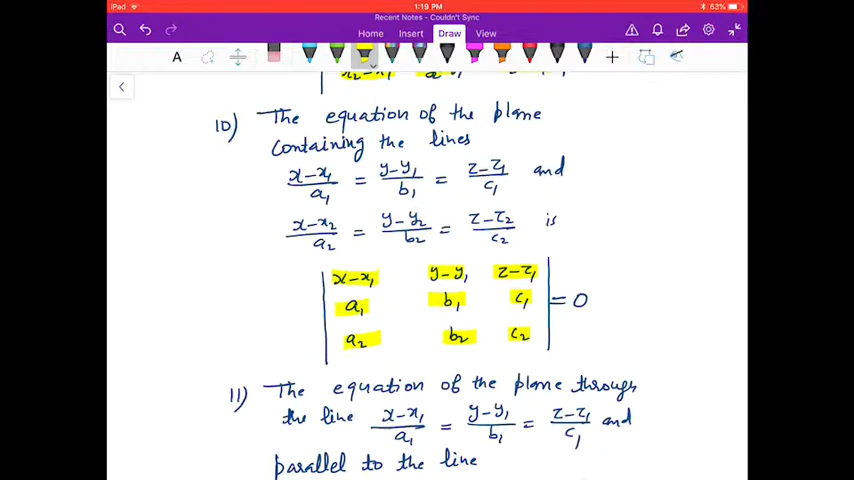 iPad 1:19 PM 63%
Recent Notes - Couldn't Sync
Home Insert Draw View
A
x₂-x₁
10) The equation of the plane
containing the lines
x-x₁/a₁ = y-y₁/b₁ = z-z₁/c₁ and
x-x₂/a₂ = y-y₂/b₂ = z-z₂/c₂ is
| x-x₁ y-y₁ z-z₁ |
| a₁ b₁ c₁ | = 0
| a₂ b₂ c₂ |
11) The equation of the plane through
the line x-x₁/a₁ = y-y₁/b₁ = z-z₁/c₁ and
parallel to the line